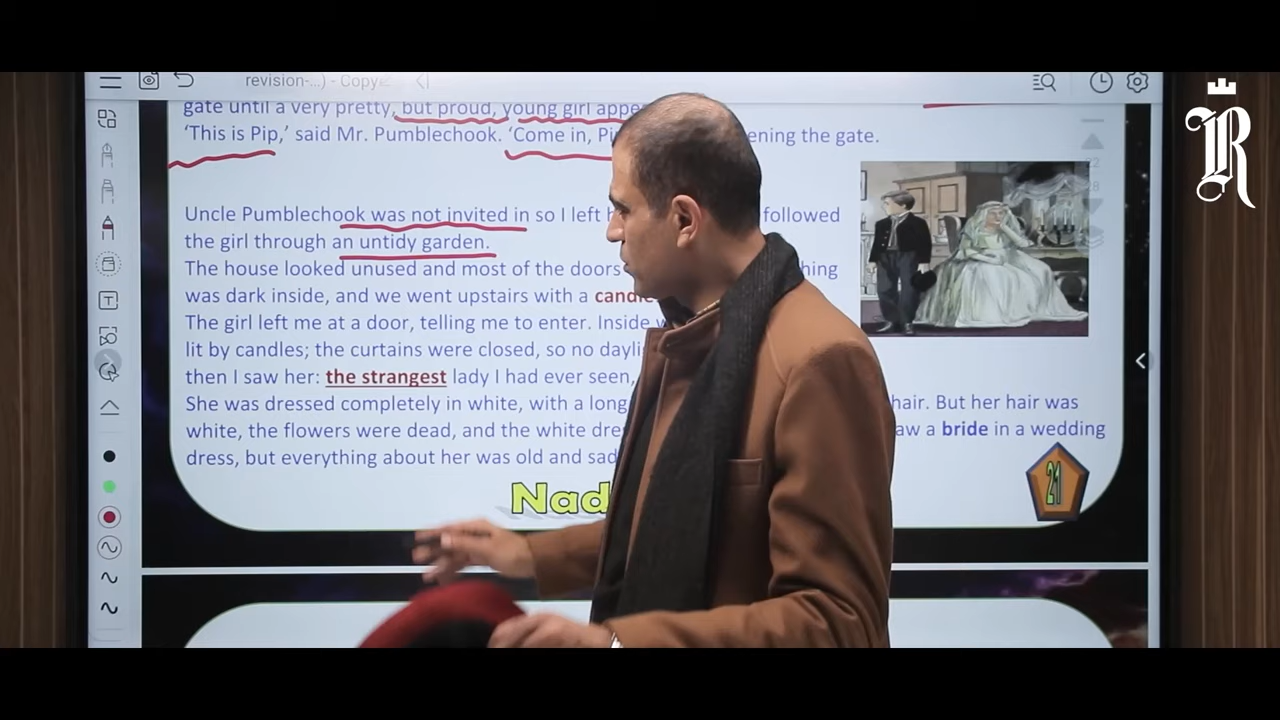 revision-...) - Copy
gate until a very pretty, but proud, young girl
'This is Pip,' said Mr. Pumblechook. 'Come in, ening the gate.
Uncle Pumblechook was not invited in so I left followed
the girl through an untidy garden.
The house looked unused and most of the doors hing
was dark inside, and we went upstairs with a
The girl left me at a door, telling me to enter. Inside
lit by candles; the curtains were closed, so no
then I saw her: the strangest lady I had ever seen,
She was dressed completely in white, with a long hair. But her hair was
white, the flowers were dead, and the white aw a bride in a wedding
dress, but everything about her was old and sad
Nad
21
R